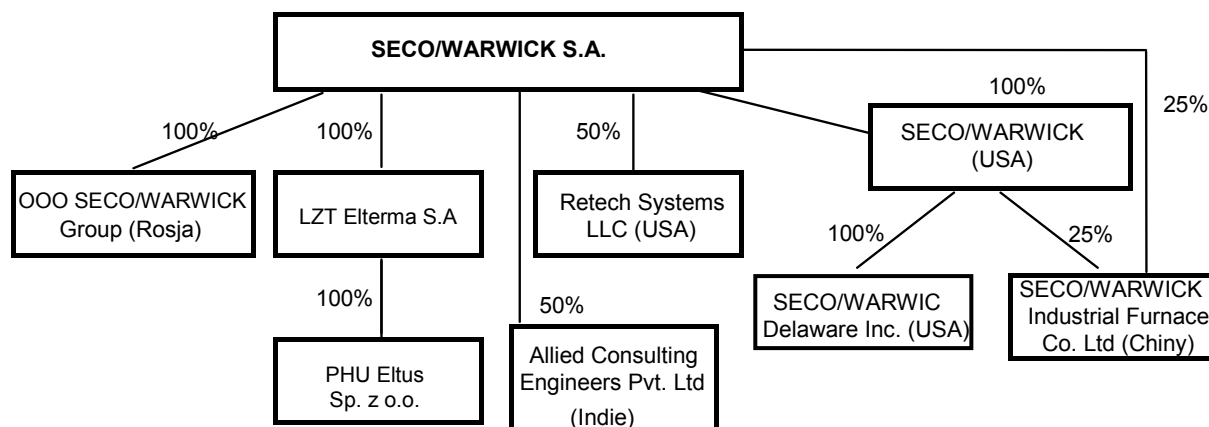 SECO/WARWICK S.A.
100%
100%
50%
100%
25%
SECO/WARWICK
(USA)
OOO SECO/WARWICK
Group (Rosja)
LZT Elterma S.A
Retech Systems
LLC (USA)
100%
25%
100%
50%
SECO/WARWIC
Delaware Inc. (USA)
SECO/WARWICK
Industrial Furnace
Co. Ltd (Chiny)
PHU Eltus
Sp. z o.o.
Allied Consulting
Engineers Pvt. Ltd
(Indie)